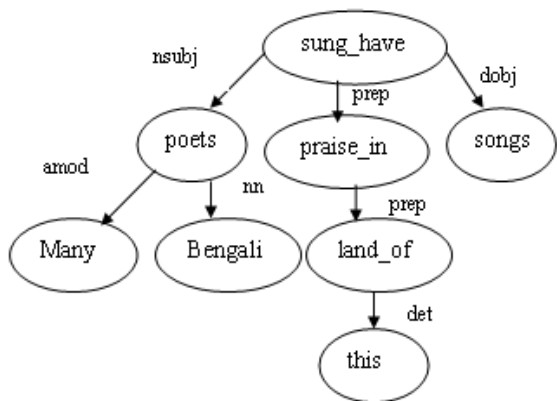 sung_have
nsubj
prep
dobj
poets
praise_in
songs
amod
nn
prep
Many
Bengali
land_of
det
this